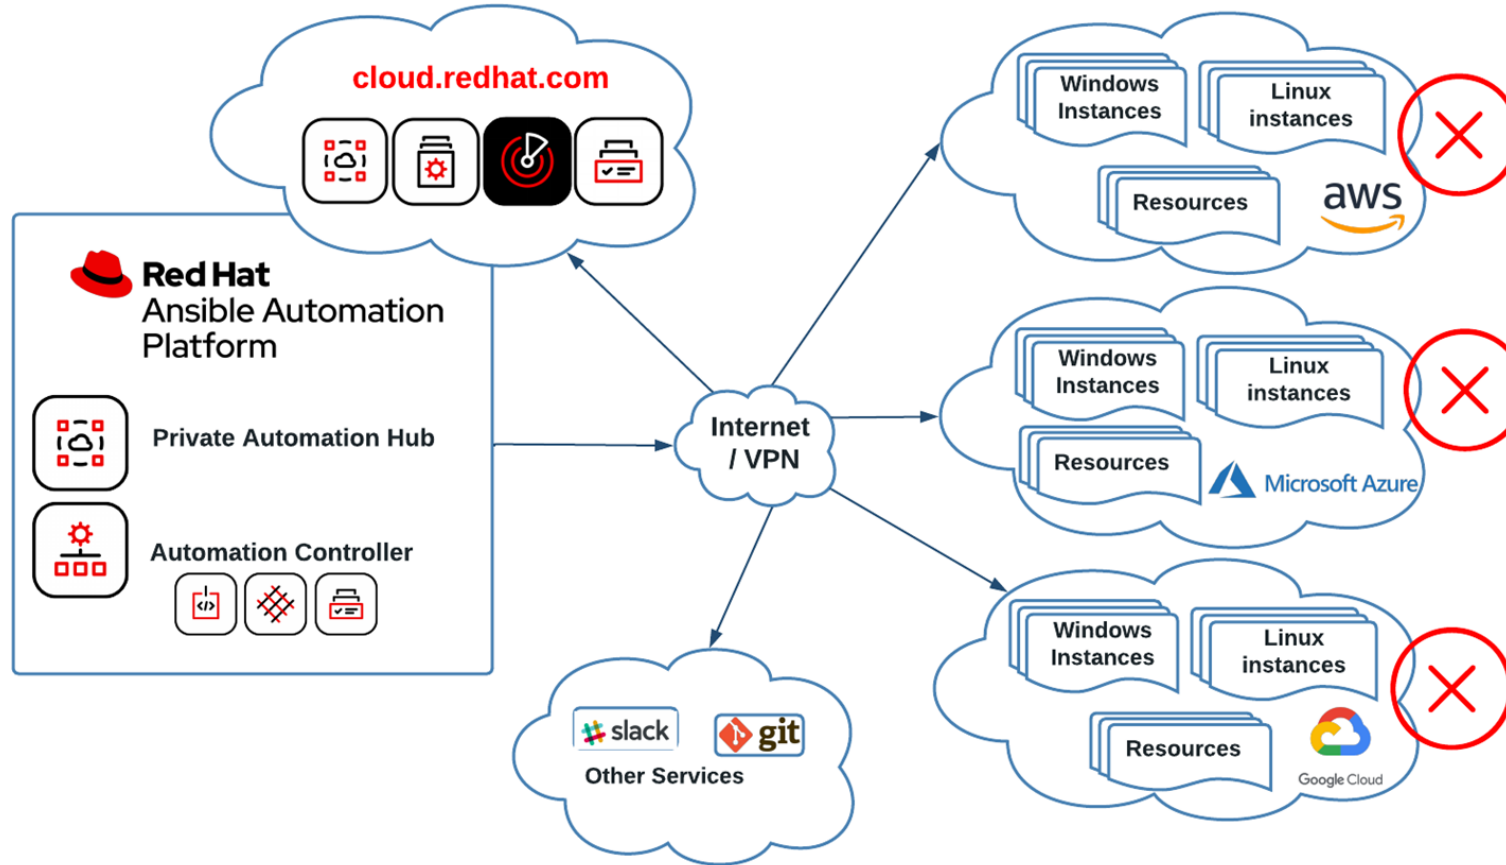 cloud.redhat.com
Red Hat
Ansible Automation
Platform
Private Automation Hub
Automation Controller
Internet
/ VPN
slack
git
Other Services
Windows
Instances
Linux
instances
Resources
aws
Windows
Instances
Linux
instances
Resources
Microsoft Azure
Windows
Instances
Linux
instances
Resources
Google Cloud